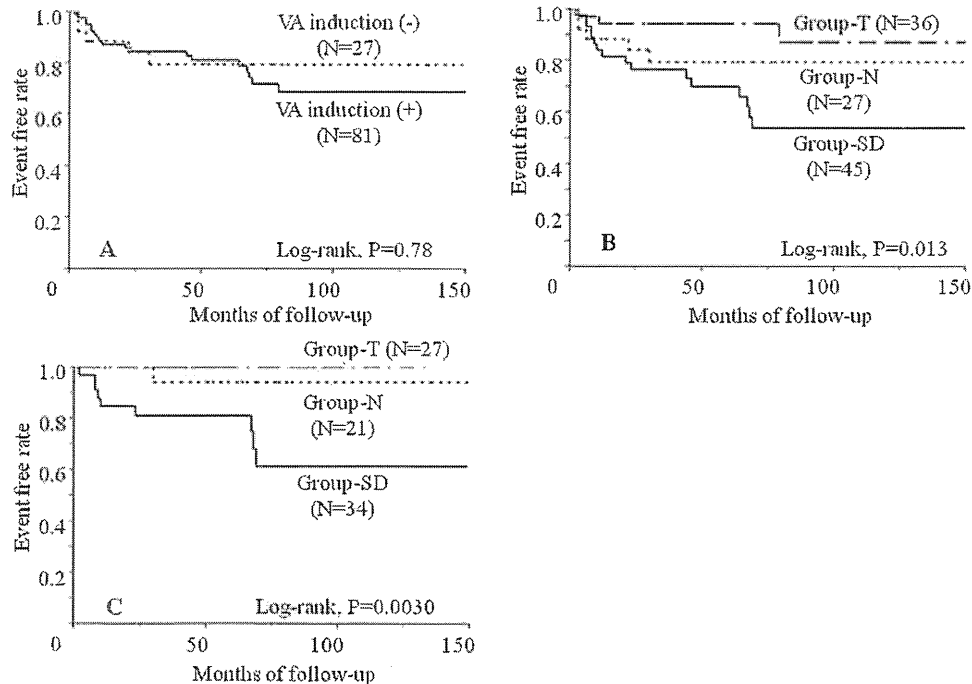 1.0
0.8
0.6
0.4
0.2
0
50
100
150
Event free rate
Months of follow-up
VA induction (-)
(N=27)
VA induction (+)
(N=81)
A
Log-rank, P=0.78
1.0
0.8
0.6
0.4
0.2
0
50
100
150
Event free rate
Months of follow-up
Group-T (N=36)
Group-N
(N=27)
Group-SD
(N=45)
B
Log-rank, P=0.013
1.0
0.8
0.6
0.4
0.2
0
50
100
150
Event free rate
Months of follow-up
Group-T (N=27)
Group-N
(N=21)
Group-SD
(N=34)
C
Log-rank, P=0.0030